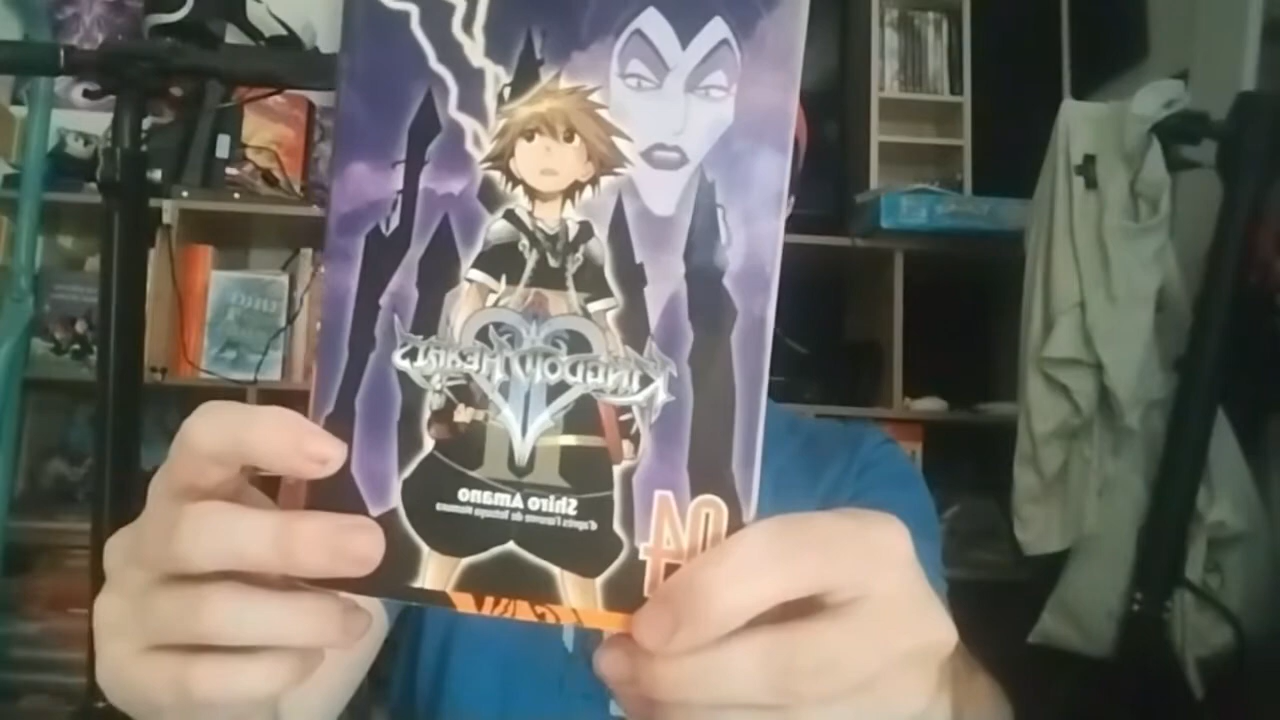 KINGDOM HEARTS
II
Shiro Amano
d'après l'œuvre de Tetsuya Nomura
04